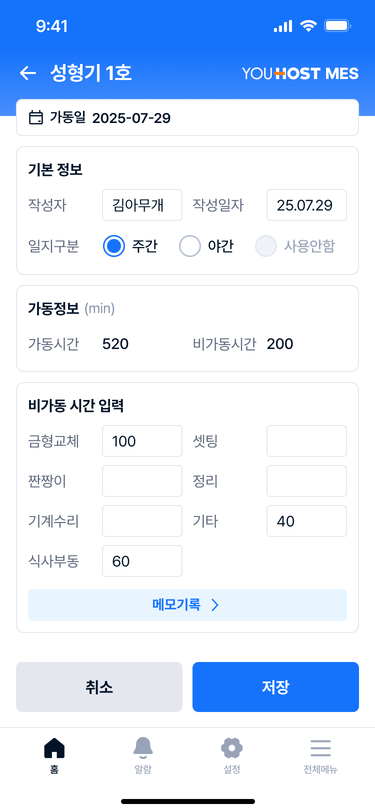 9:41
성형기 1호 YOUHOST MES
가동일 2025-07-29
기본 정보
작성자 김아무개 작성일자 25.07.29
일지구분 주간 야간 사용안함
가동정보 (min)
가동시간 520 비가동시간 200
비가동 시간 입력
금형교체 100 셋팅
짠짱이 정리
기계수리 기타 40
식사부동 60
메모기록
취소 저장
홈 알람 설정 전체메뉴